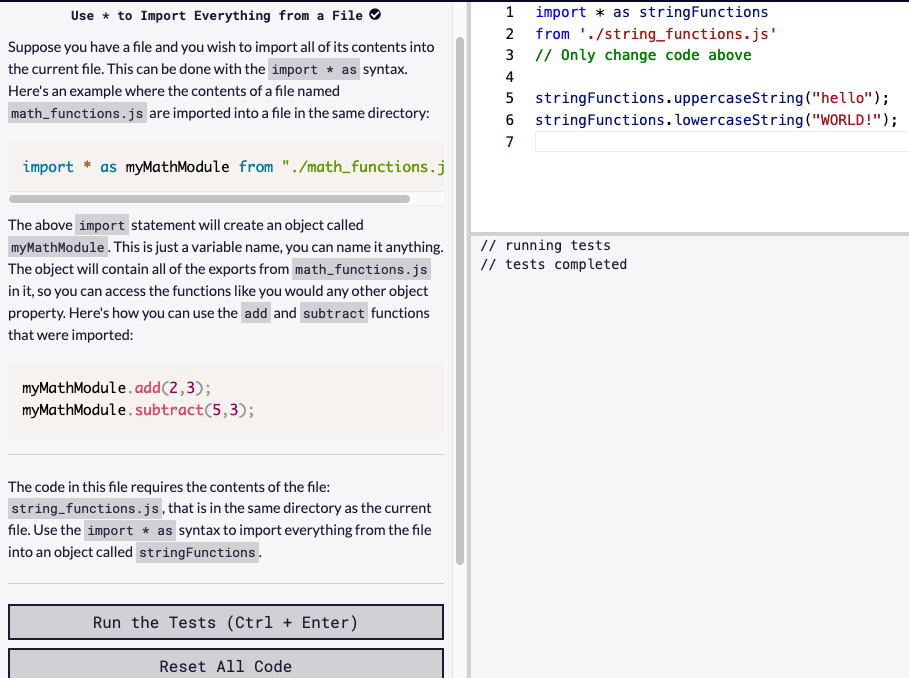 Use * to Import Everything from a File
Suppose you have a file and you wish to import all of its contents into
the current file. This can be done with the import * as syntax.
Here's an example where the contents of a file named
math_functions.js are imported into a file in the same directory:
import * as myMathModule from "./math_functions.j
The above import statement will create an object called
myMathModule. This is just a variable name, you can name it anything.
The object will contain all of the exports from math_functions.js
in it, so you can access the functions like you would any other object
property. Here's how you can use the add and subtract functions
that were imported:
myMathModule.add(2,3);
myMathModule.subtract(5,3);
The code in this file requires the contents of the file:
string_functions.js, that is in the same directory as the current
file. Use the import * as syntax to import everything from the file
into an object called stringFunctions.
Run the Tests (Ctrl + Enter)
Reset All Code
1 import * as stringFunctions
2 from './string_functions.js'
3 // Only change code above
4
5 stringFunctions.uppercaseString("hello");
6 stringFunctions.lowercaseString("WORLD!");
7
// running tests
// tests completed